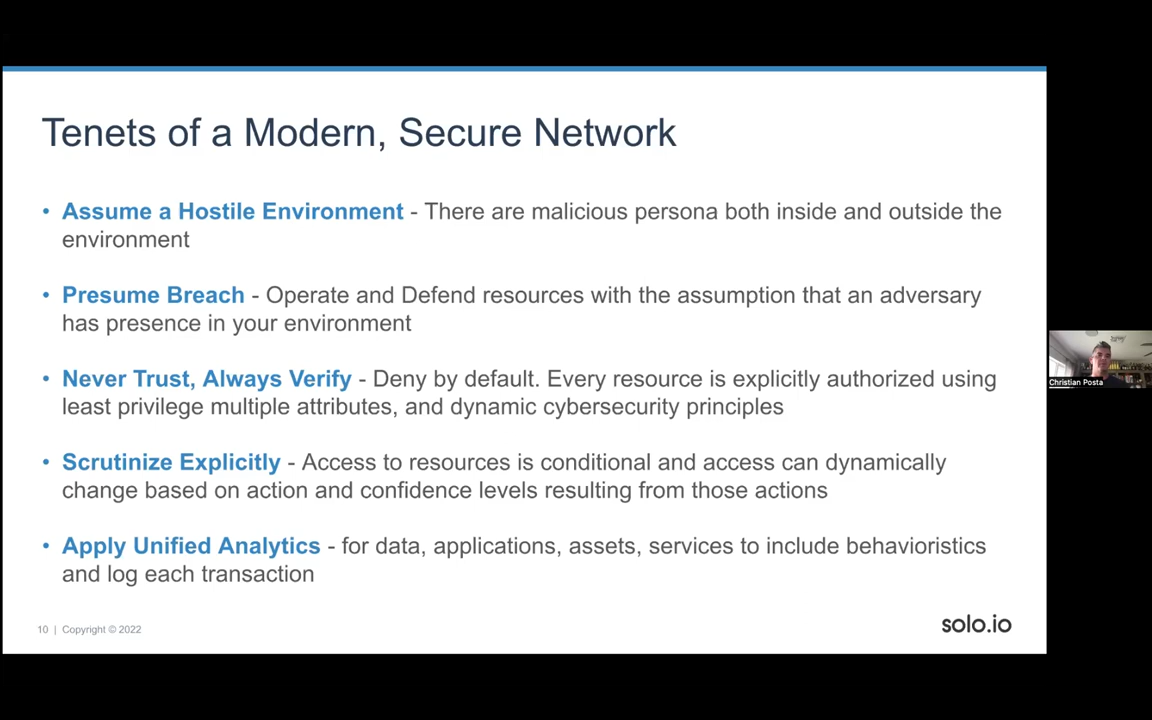 Tenets of a Modern, Secure Network
• Assume a Hostile Environment - There are malicious persona both inside and outside the
environment
• Presume Breach - Operate and Defend resources with the assumption that an adversary
has presence in your environment
• Never Trust, Always Verify - Deny by default. Every resource is explicitly authorized using
least privilege multiple attributes, and dynamic cybersecurity principles
• Scrutinize Explicitly - Access to resources is conditional and access can dynamically
change based on action and confidence levels resulting from those actions
• Apply Unified Analytics - for data, applications, assets, services to include behavioristics
and log each transaction
10 | Copyright © 2022
solo.io
Christian Posta